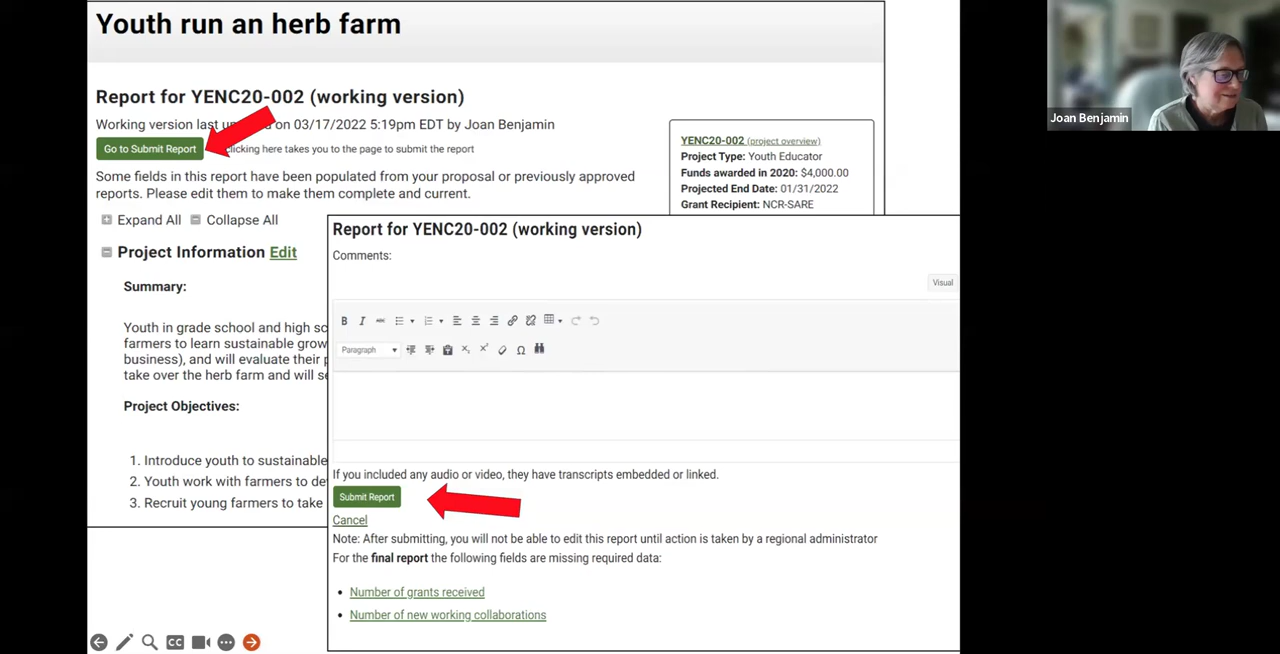 Youth run an herb farm
Report for YENC20-002 (working version)
Working version last on 03/17/2022 5:19pm EDT by Joan Benjamin
Go to Submit Report
clicking here takes you to the page to submit the report
Some fields in this report have been populated from your proposal or previously approved
reports. Please edit them to make them complete and current.
Expand All Collapse All
Project Information Edit
Summary:
Youth in grade school and high
farmers to learn sustainable
business), and will evaluate their
take over the herb farm and will
Project Objectives:
1. Introduce youth to sustainable
2. Youth work with farmers to
3. Recruit young farmers to take
YENC20-002 (project overview)
Project Type: Youth Educator
Funds awarded in 2020: $4,000.00
Projected End Date: 01/31/2022
Grant Recipient: NCR-SARE
Report for YENC20-002 (working version)
Comments:
Visual
B I ABC
Paragraph
If you included any audio or video, they have transcripts embedded or linked.
Submit Report
Cancel
Note: After submitting, you will not be able to edit this report until action is taken by a regional administrator
For the final report the following fields are missing required data:
• Number of grants received
• Number of new working collaborations
CC
Joan Benjamin